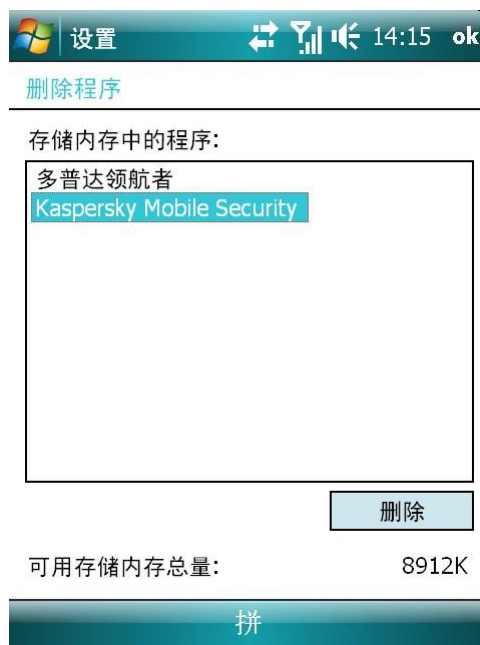 设置 14:15 ok
删除程序
存储内存中的程序:
多普达领航者
Kaspersky Mobile Security
删除
可用存储内存总量: 8912K
拼